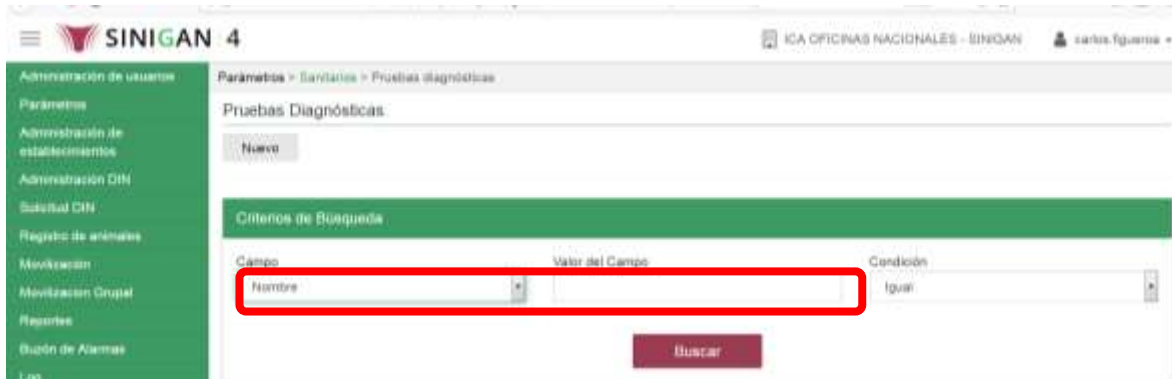 SINIGAN 4
ICA OFICINAS NACIONALES - SINIGAN
carlos.figueroa
Administración de usuarios
Parámetros
Administración de
establecimientos
Administración DIN
Solicitud DIN
Registro de animales
Movilización
Movilizacion Grupal
Reportes
Buzón de Alarmas
Log
Parámetros > Sanitarios > Pruebas diagnósticas
Pruebas Diagnósticas
Nuevo
Criterios de Búsqueda
Campo
Valor del Campo
Condición
Nombre
Igual
Buscar